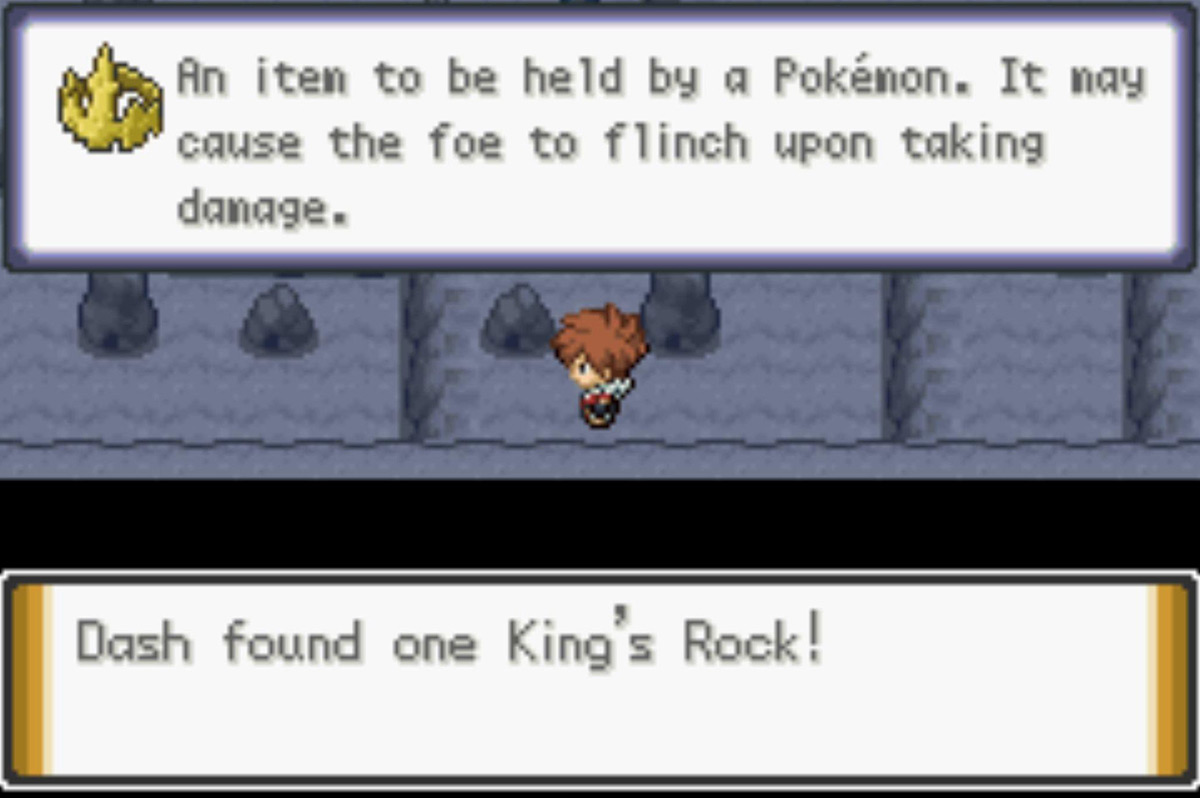 An item to be held by a Pokémon. It may
cause the foe to flinch upon taking
damage.
Dash found one King's Rock!